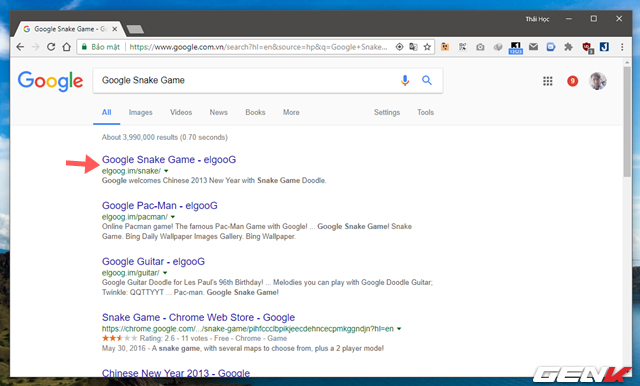 Thái Học
Google Snake Game - G
Bảo mật
https://www.google.com.vn/search?hl=en&source=hp&q=Google+Snake...
Google
Google Snake Game
9
All Images Videos News Books More Settings Tools
About 3,990,000 results (0.70 seconds)
Google Snake Game - elgooG
elgoog.im/snake/
Google welcomes Chinese 2013 New Year with Snake Game Doodle.
Google Pac-Man - elgooG
elgoog.im/pacman/
Online Pacman game! The famous Pac-Man Game with Google! ... Google Snake Game! Snake
Game. Bing Daily Wallpaper Images Gallery. Bing Wallpaper.
Google Guitar - elgooG
elgoog.im/guitar/
Google Guitar Doodle for Les Paul's 96th Birthday! ... Melodies you can play with Google Doodle Guitar;
Twinkle: QQTTYYT ... Pac-man. Google Snake Game!
Snake Game - Chrome Web Store - Google
https://chrome.google.com/.../snake-game/pihfccclbpikjeecdehncecpmkggndjn?hl=en
Rating: 2.6 - 11 votes - Free - Chrome - Game
May 30, 2016 - A snake game, with several maps to choose from, plus a 2 player mode!
Chinese New Year 2013 - Google
GENK